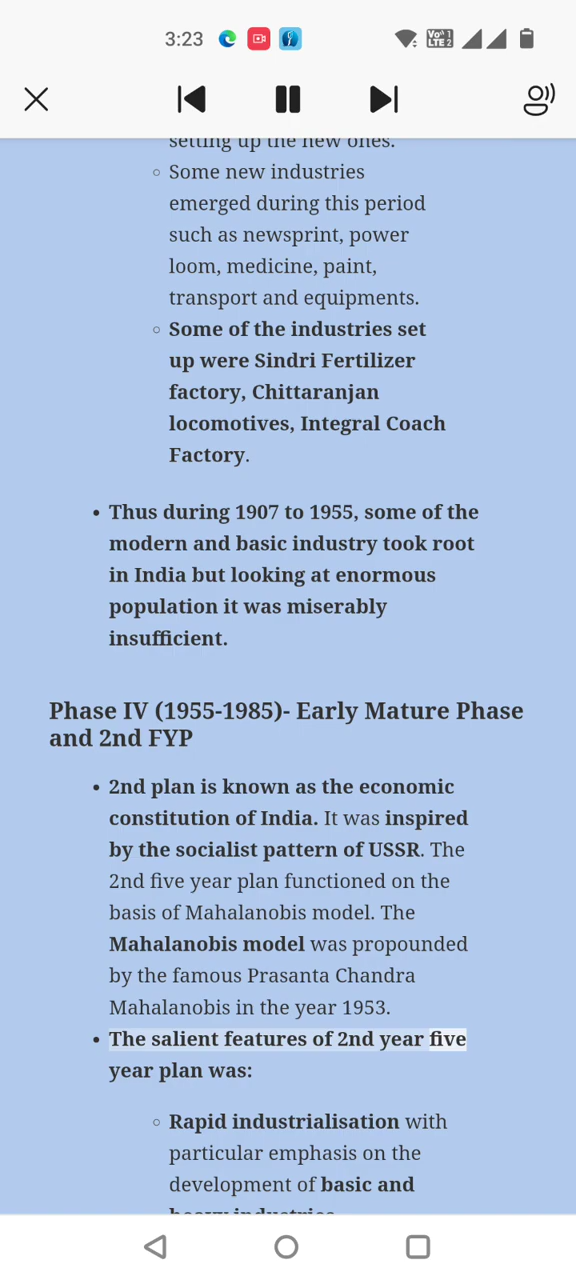 3:23
Vo 1
LTE 2
setting up the new ones.
Some new industries
emerged during this period
such as newsprint, power
loom, medicine, paint,
transport and equipments.
Some of the industries set
up were Sindri Fertilizer
factory, Chittaranjan
locomotives, Integral Coach
Factory.
Thus during 1907 to 1955, some of the
modern and basic industry took root
in India but looking at enormous
population it was miserably
insufficient.
Phase IV (1955-1985)- Early Mature Phase
and 2nd FYP
2nd plan is known as the economic
constitution of India. It was inspired
by the socialist pattern of USSR. The
2nd five year plan functioned on the
basis of Mahalanobis model. The
Mahalanobis model was propounded
by the famous Prasanta Chandra
Mahalanobis in the year 1953.
The salient features of 2nd year five
year plan was:
Rapid industrialisation with
particular emphasis on the
development of basic and
heavy industries